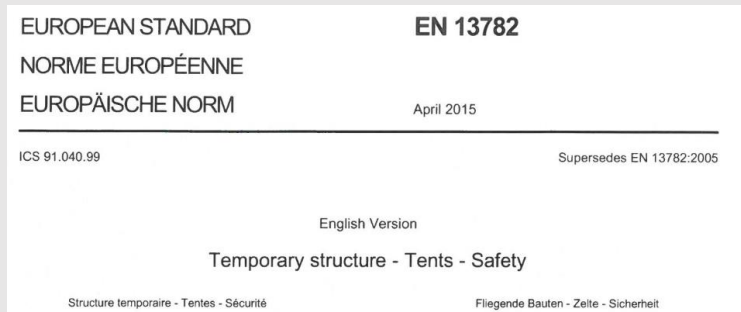 EUROPEAN STANDARD
EN 13782
NORME EUROPÉENNE
EUROPÄISCHE NORM
April 2015
ICS 91.040.99
Supersedes EN 13782:2005
English Version
Temporary structure - Tents - Safety
Structure temporaire - Tentes - Sécurité
Fliegende Bauten - Zelte - Sicherheit